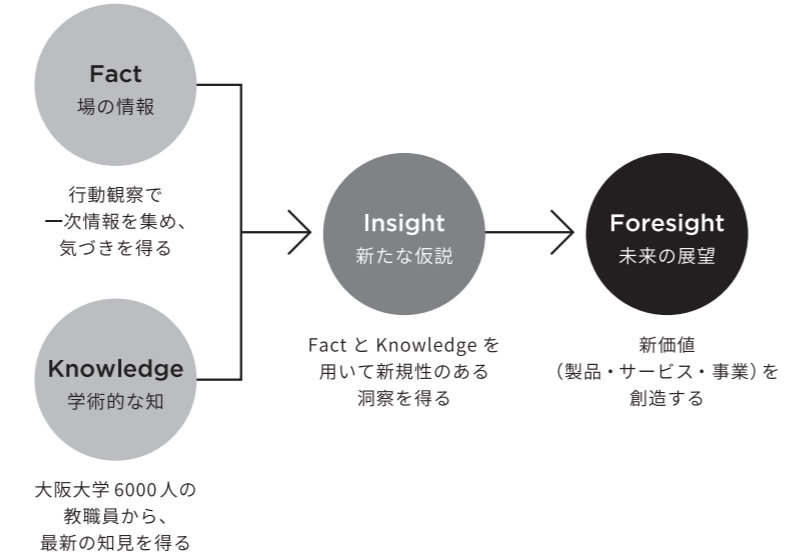 Fact
場の情報
行動観察で
一次情報を集め、
気づきを得る
Knowledge
学術的な知
大阪大学6000人の
教職員から、
最新の知見を得る
Insight
新たな仮説
Fact と Knowledge を
用いて新規性のある
洞察を得る
Foresight
未来の展望
新価値
（製品・サービス・事業）を
創造する